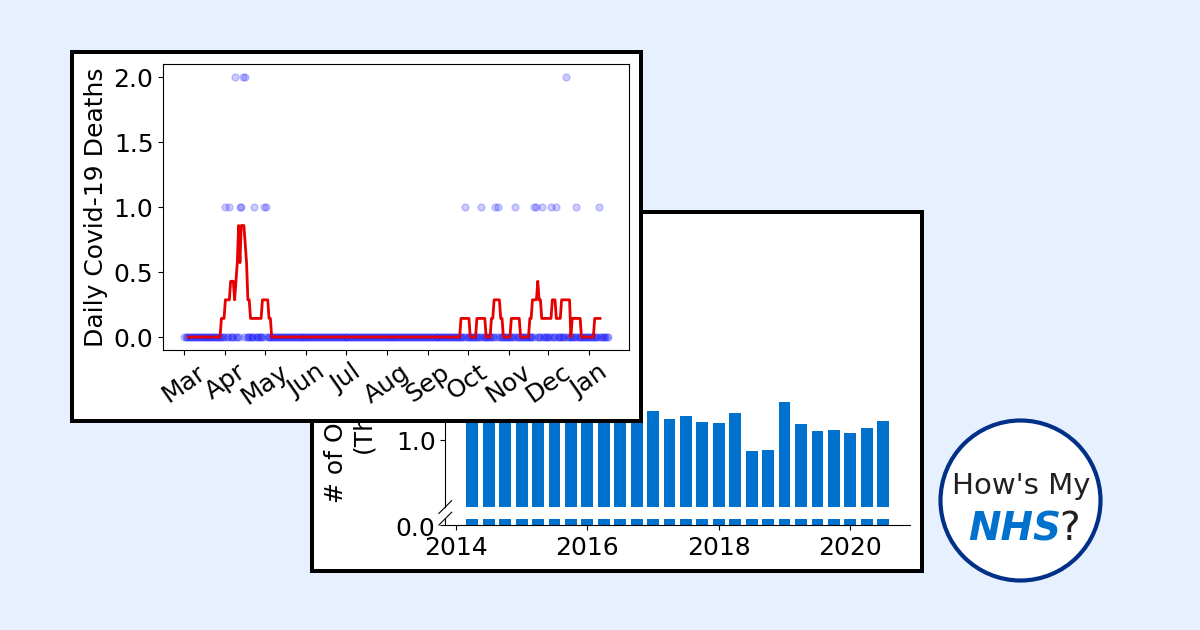 Daily Covid-19 Deaths
2.0
1.5
1.0
0.5
0.0
Mar Apr May Jun Jul Aug Sep Oct Nov Dec Jan
# of O
(Th
1.0
0.0
2014 2016 2018 2020
How's My
NHS?